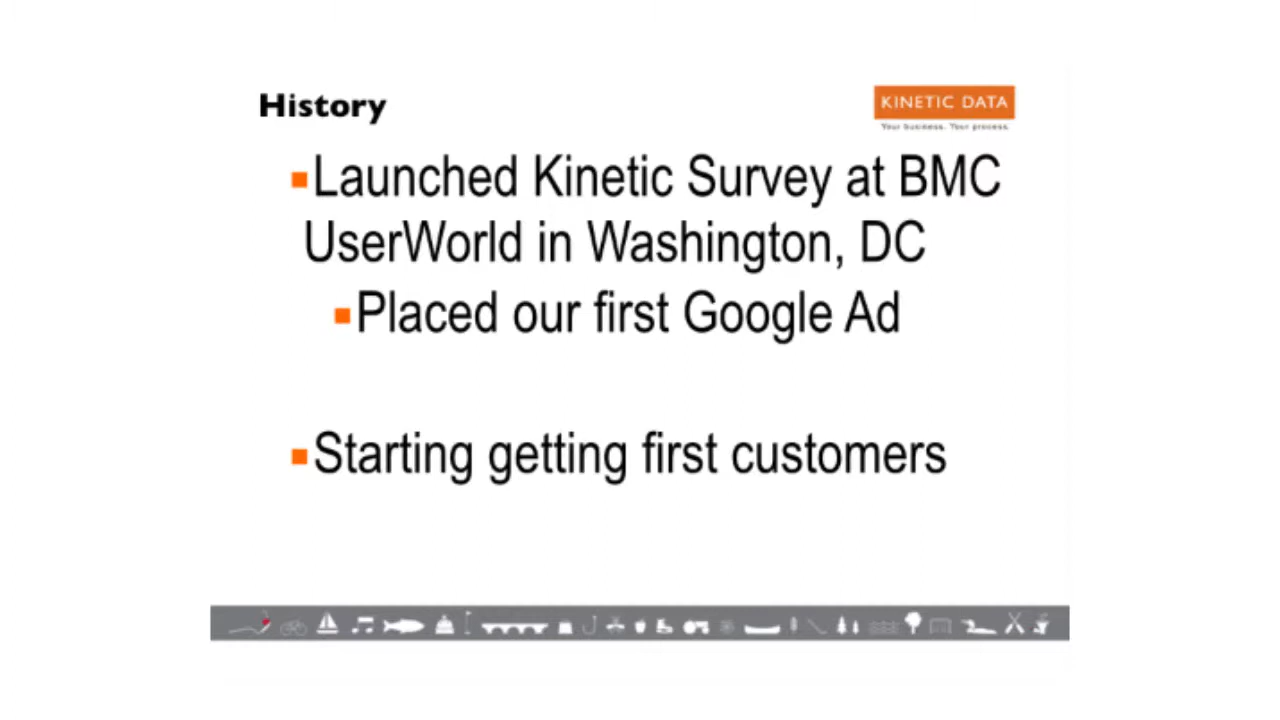 History
KINETIC DATA
Your business. Your process.
Launched Kinetic Survey at BMC
UserWorld in Washington, DC
Placed our first Google Ad
Starting getting first customers